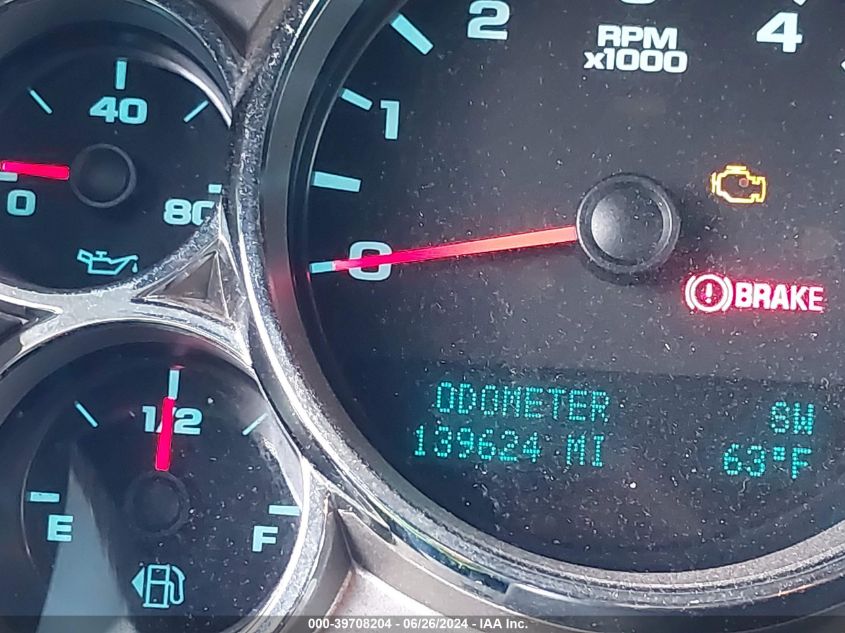 2
4
RPM
x1000
40
1
0
80
0
BRAKE
ODOMETER SW
139624 MI 63°F
1/2
E
F
000-39708204 / 06/26/2024 - IAA Inc.